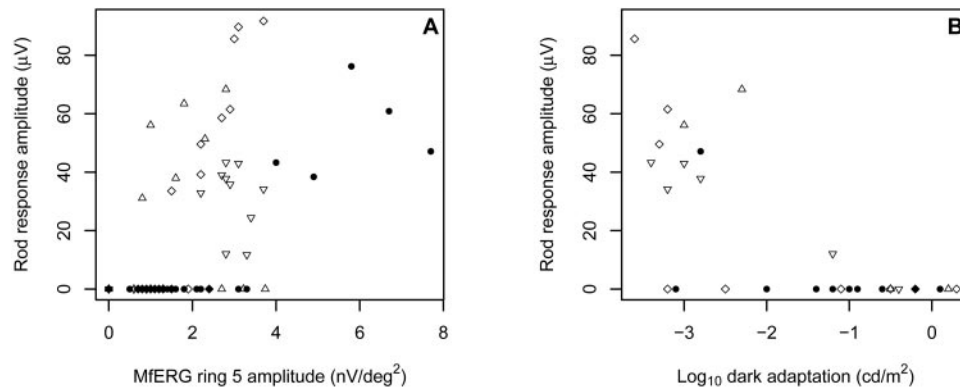 A
Rod response amplitude (μV)
80
60
40
20
0
0 2 4 6 8
MfERG ring 5 amplitude (nV/deg²)
B
Rod response amplitude (μV)
80
60
40
20
0
−3 −2 −1 0
Log₁₀ dark adaptation (cd/m²)